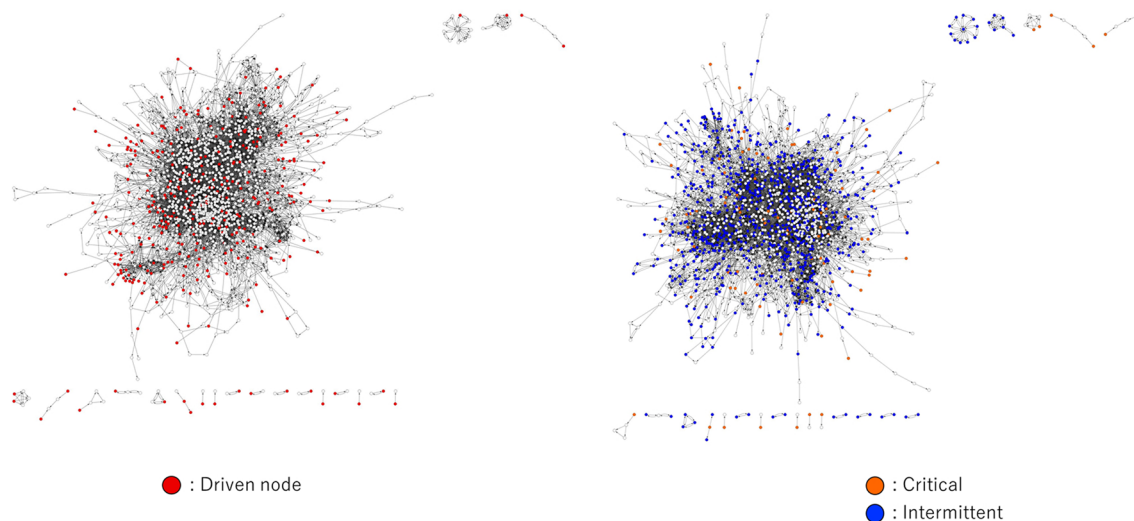 : Driven node
: Critical
: Intermittent